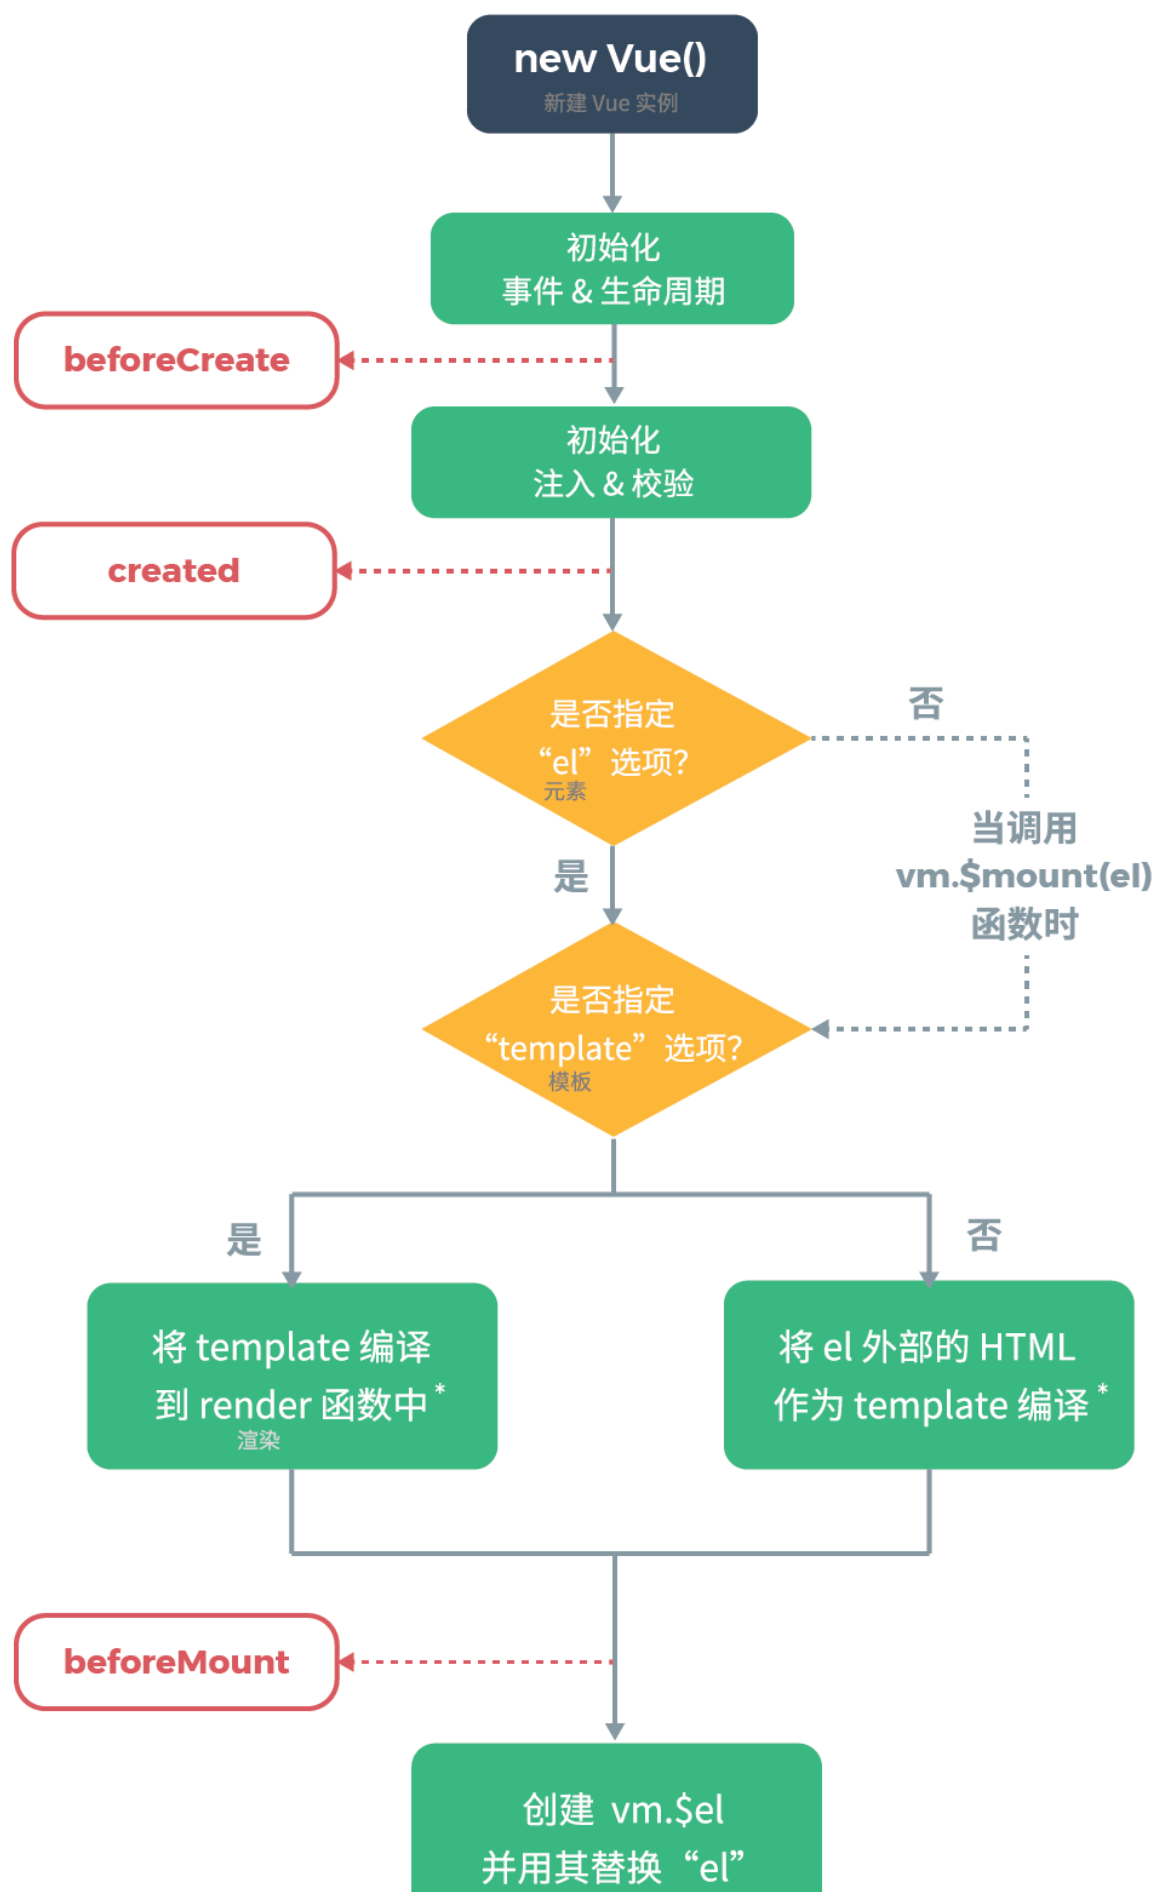 new Vue()
新建 Vue 实例
初始化
事件 & 生命周期
beforeCreate
初始化
注入 & 校验
created
是否指定
“el”选项？
元素
否
当调用
vm.$mount(el)
函数时
是
是否指定
“template”选项？
模板
是
否
将 template 编译
到 render 函数中*
渲染
将 el 外部的 HTML
作为 template 编译*
beforeMount
创建 vm.$el
并用其替换“el”